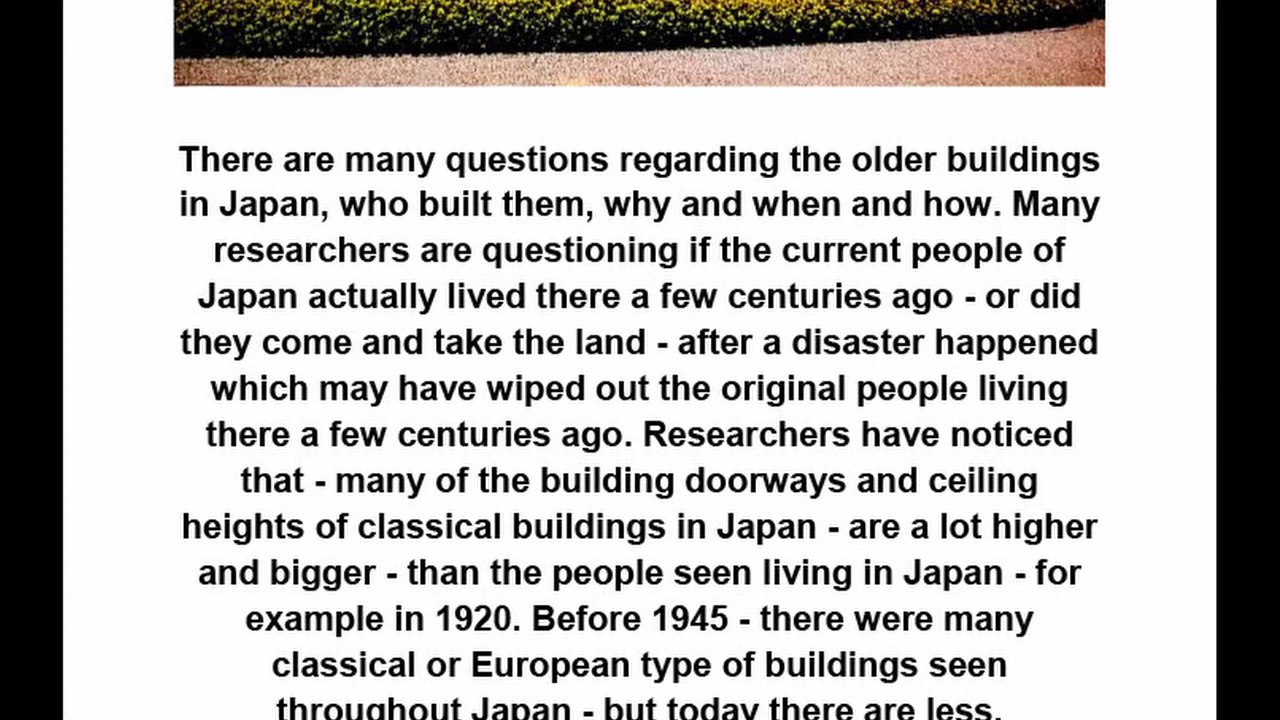 There are many questions regarding the older buildings
in Japan, who built them, why and when and how. Many
researchers are questioning if the current people of
Japan actually lived there a few centuries ago - or did
they come and take the land - after a disaster happened
which may have wiped out the original people living
there a few centuries ago. Researchers have noticed
that - many of the building doorways and ceiling
heights of classical buildings in Japan - are a lot higher
and bigger - than the people seen living in Japan - for
example in 1920. Before 1945 - there were many
classical or European type of buildings seen
throughout Japan - but today there are less.